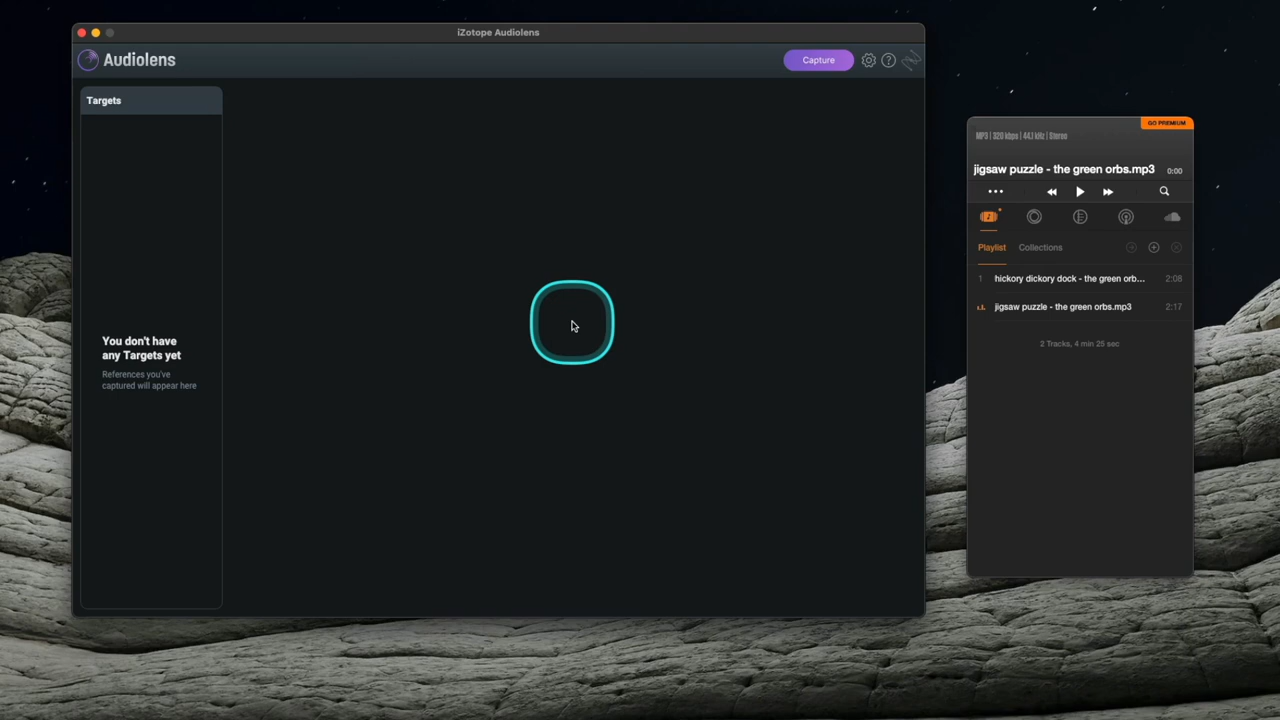 iZotope Audiolens
Audiolens
Capture
Targets
You don't have
any Targets yet
References you've
captured will appear here
GO PREMIUM
MP3 | 320 kbps | 44.1 kHz | Stereo
jigsaw puzzle - the green orbs.mp3 0:00
Playlist Collections
1 hickory dickory dock - the green orb... 2:08
jigsaw puzzle - the green orbs.mp3 2:17
2 Tracks, 4 min 25 sec